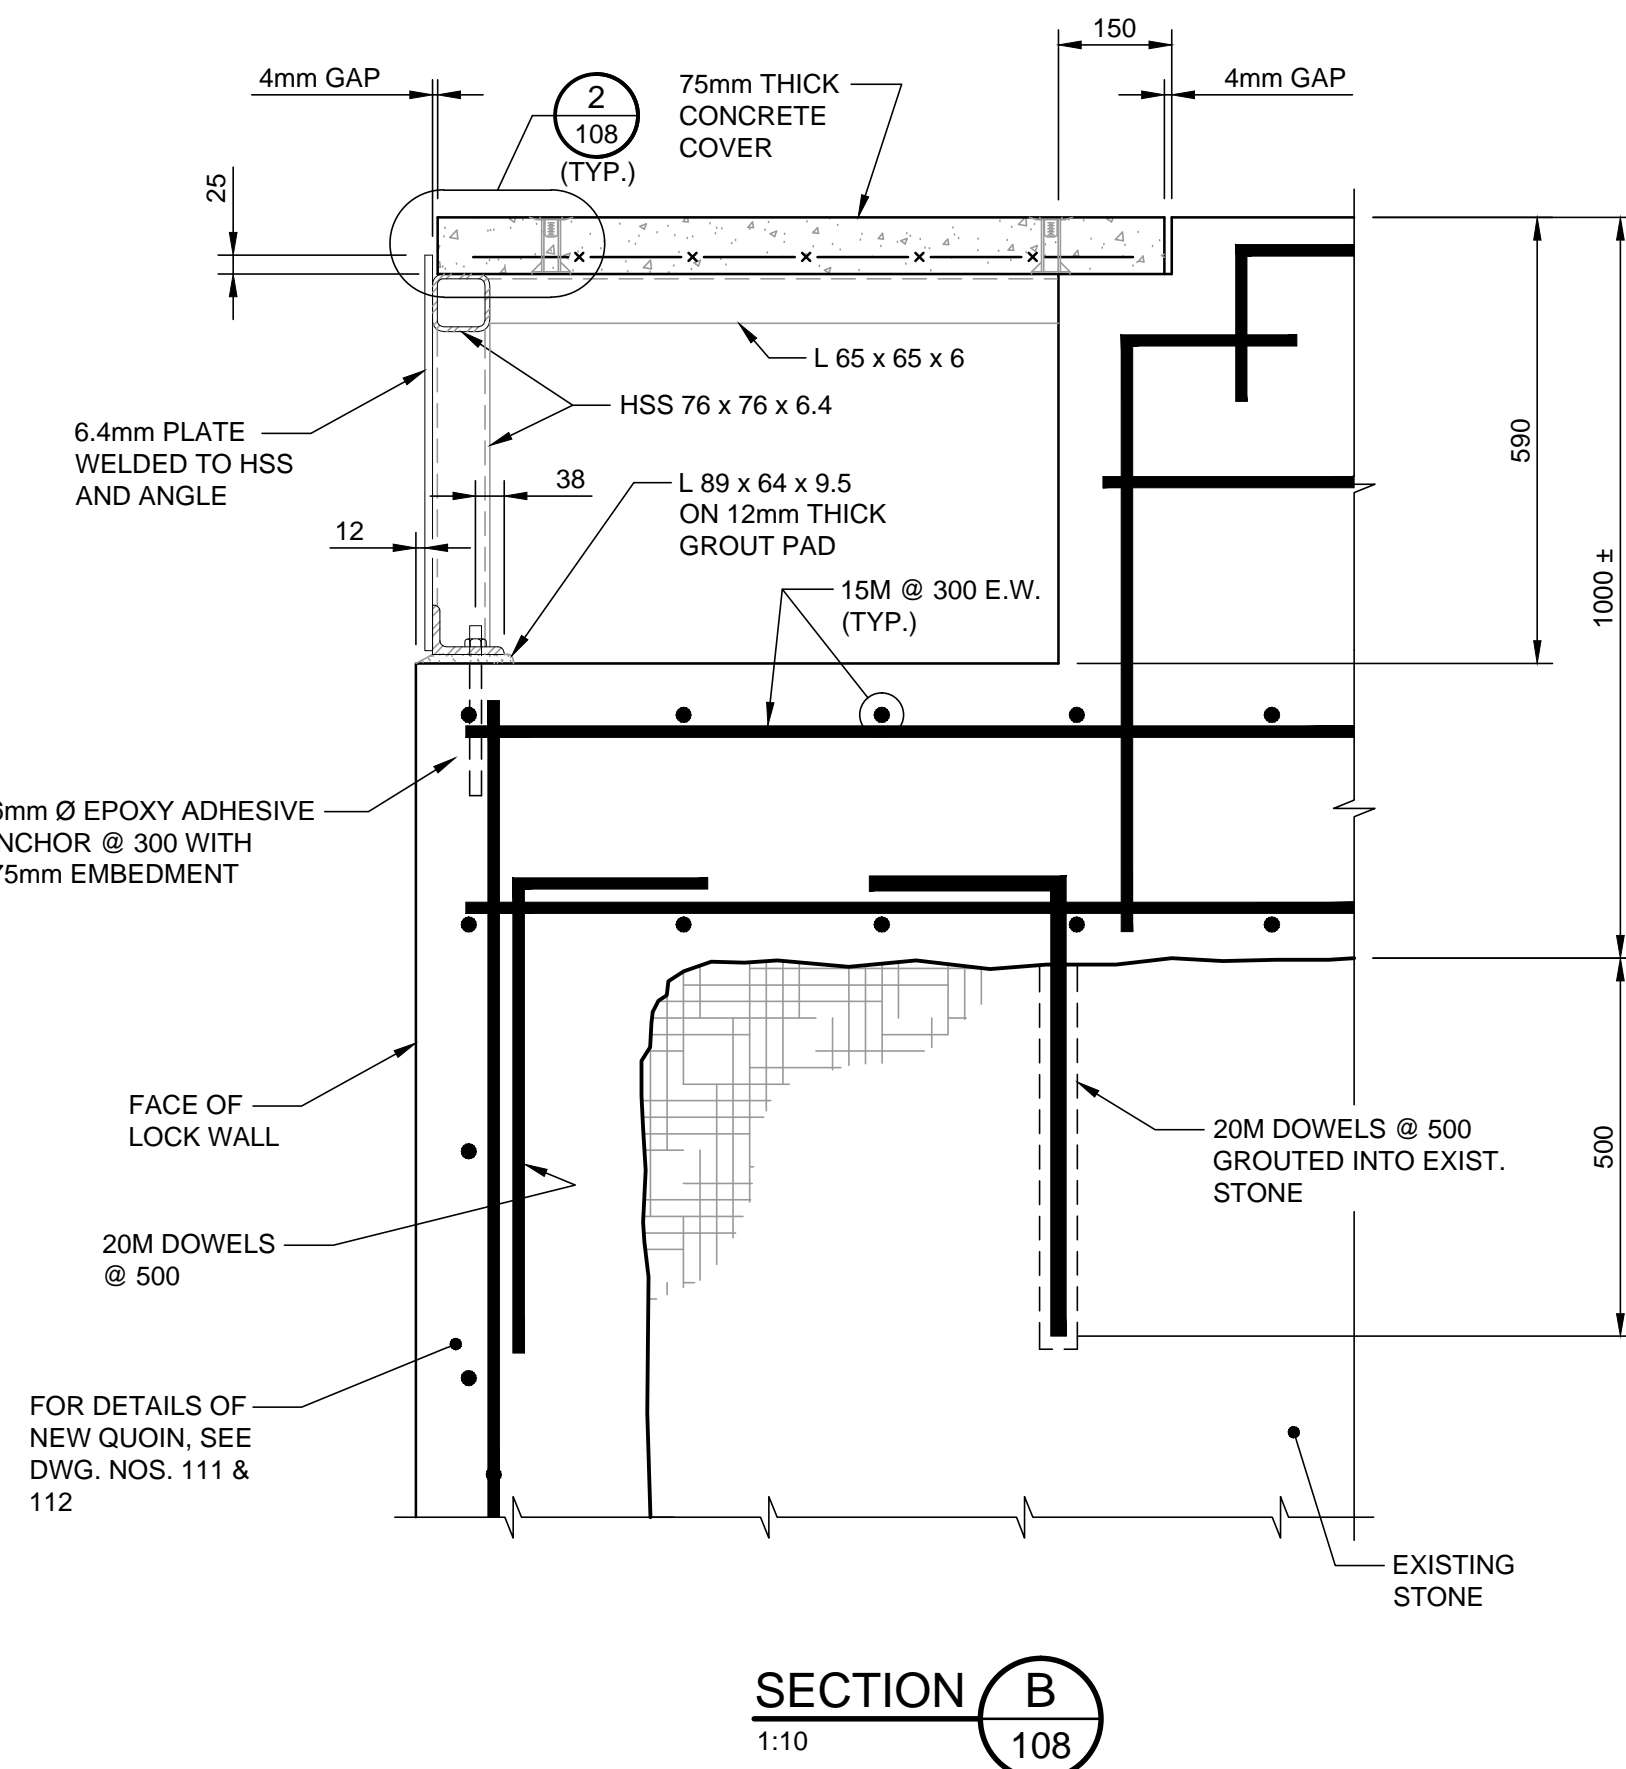 150
4mm GAP
2
108
(TYP.)
75mm THICK
CONCRETE
COVER
4mm GAP
25
L 65 x 65 x 6
HSS 76 x 76 x 6.4
6.4mm PLATE
WELDED TO HSS
AND ANGLE
38
L 89 x 64 x 9.5
ON 12mm THICK
GROUT PAD
12
590
1000 ±
15M @ 300 E.W.
(TYP.)
6mm Ø EPOXY ADHESIVE
NCHOR @ 300 WITH
75mm EMBEDMENT
FACE OF
LOCK WALL
20M DOWELS @ 500
GROUTED INTO EXIST.
STONE
500
20M DOWELS
@ 500
FOR DETAILS OF
NEW QUOIN, SEE
DWG. NOS. 111 &
112
EXISTING
STONE
SECTION
B
1:10
108